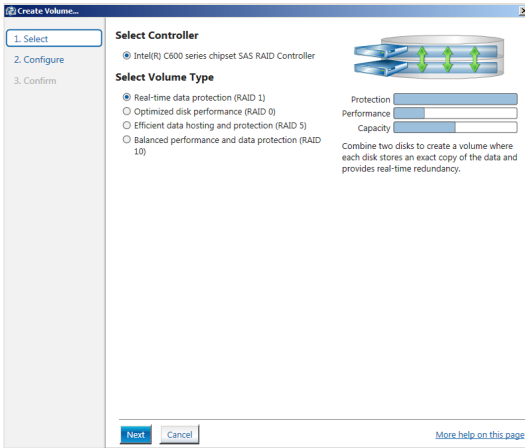 Create Volume...
1. Select
2. Configure
3. Confirm
Select Controller
Intel(R) C600 series chipset SAS RAID Controller
Select Volume Type
Real-time data protection (RAID 1)
Optimized disk performance (RAID 0)
Efficient data hosting and protection (RAID 5)
Balanced performance and data protection (RAID
10)
Protection
Performance
Capacity
Combine two disks to create a volume where
each disk stores an exact copy of the data and
provides real-time redundancy.
Next
Cancel
More help on this page